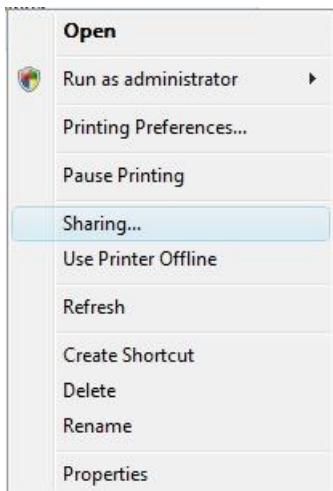 Open
Run as administrator
Printing Preferences...
Pause Printing
Sharing...
Use Printer Offline
Refresh
Create Shortcut
Delete
Rename
Properties